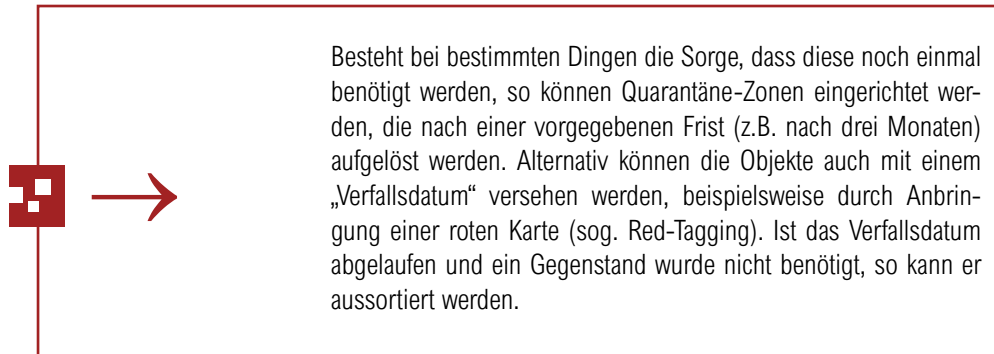 Besteht bei bestimmten Dingen die Sorge, dass diese noch einmal
benötigt werden, so können Quarantäne-Zonen eingerichtet wer-
den, die nach einer vorgegebenen Frist (z.B. nach drei Monaten)
aufgelöst werden. Alternativ können die Objekte auch mit einem
„Verfallsdatum“ versehen werden, beispielsweise durch Anbrin-
gung einer roten Karte (sog. Red-Tagging). Ist das Verfallsdatum
abgelaufen und ein Gegenstand wurde nicht benötigt, so kann er
aussortiert werden.